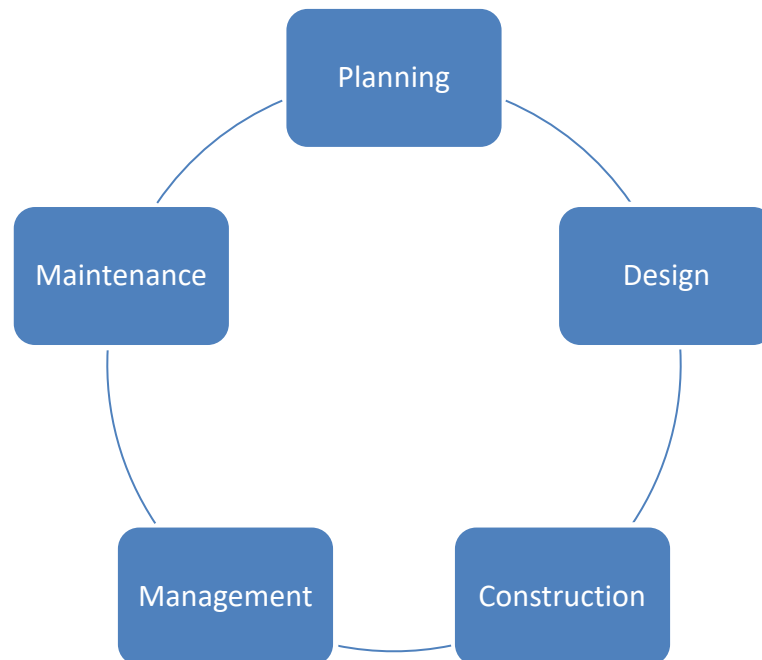 Planning
Design
Construction
Management
Maintenance